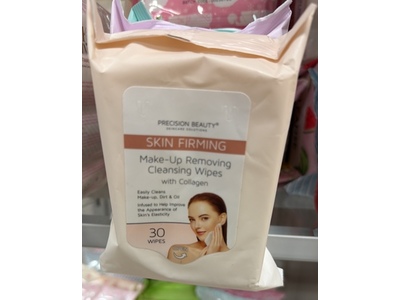 PRECISION BEAUTY®
SKINCARE SOLUTIONS
SKIN FIRMING
Make-Up Removing
Cleansing Wipes
with Collagen
Easily Clears
Make-up, Dirt & Oil
Infused to Help Improve
the Appearance of
Skin's Elasticity
30
WIPES